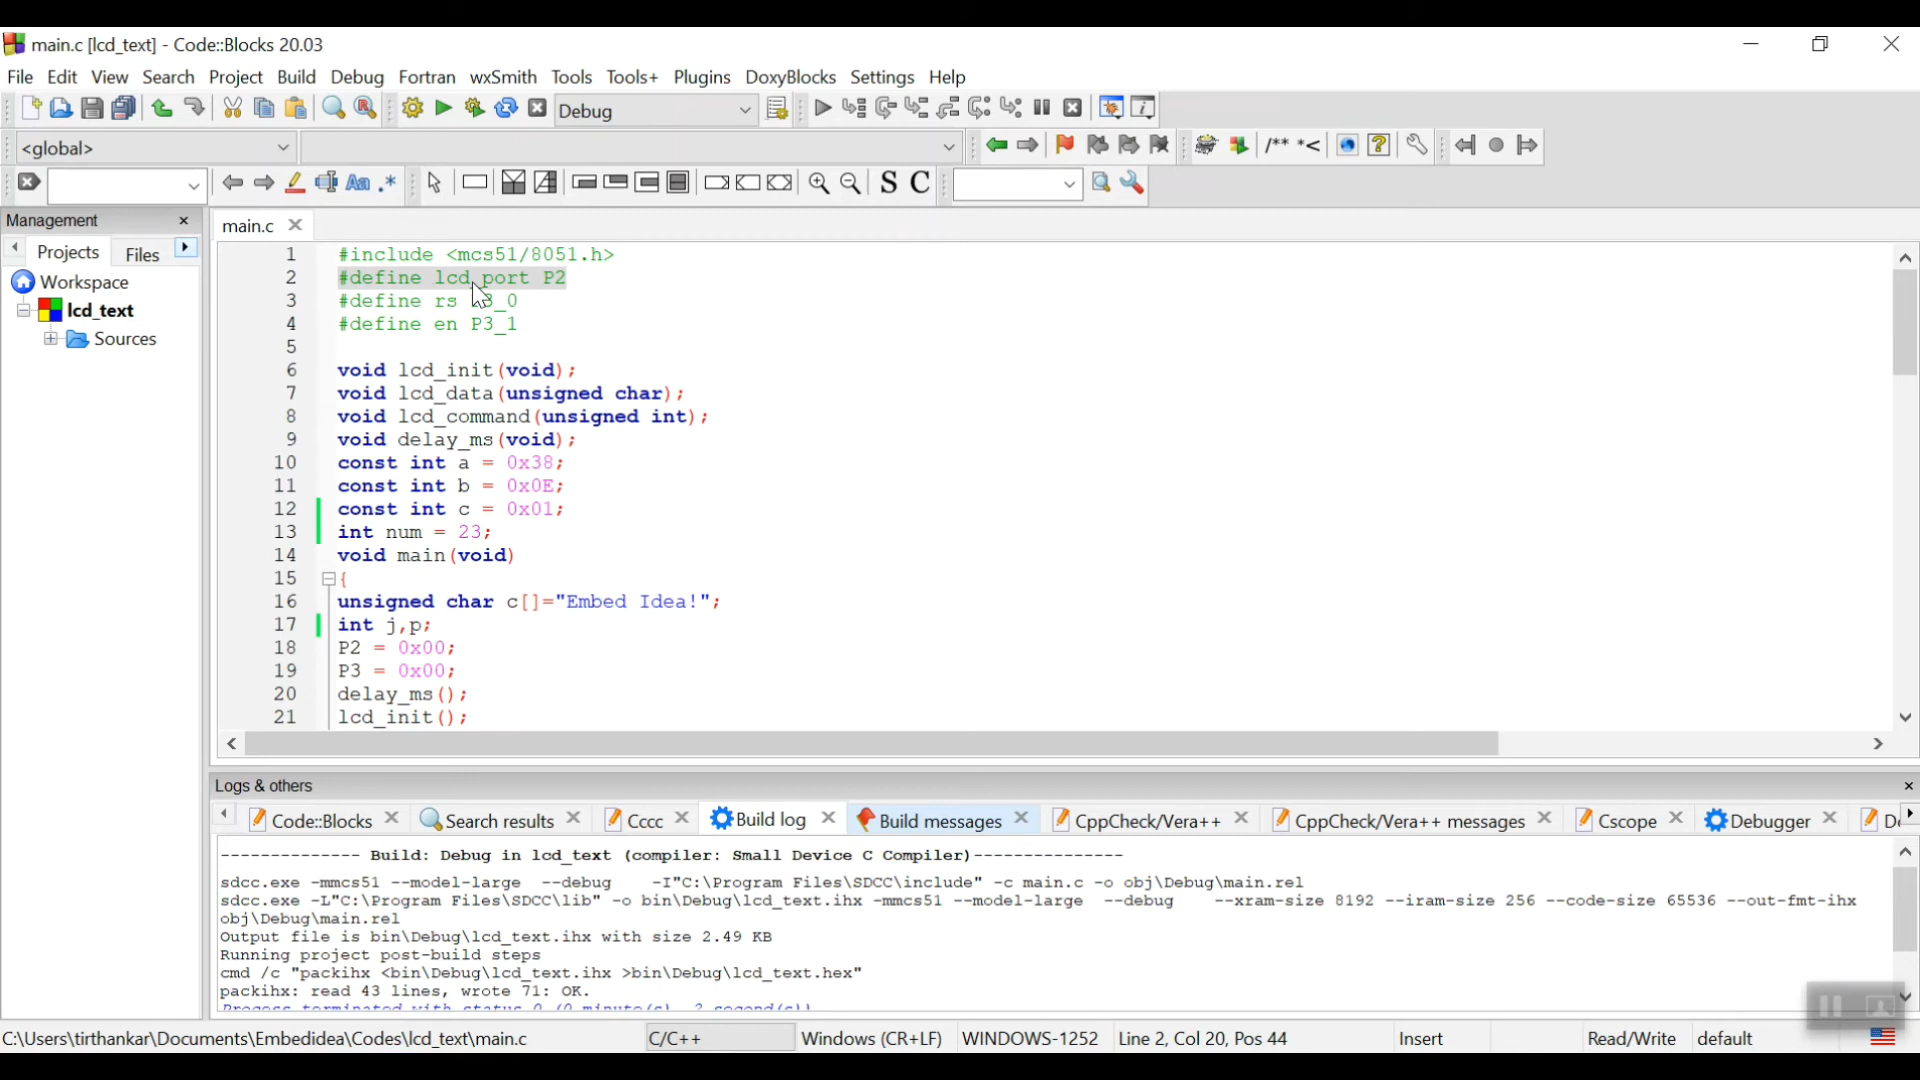 main.c [lcd_text] - Code::Blocks 20.03
File Edit View Search Project Build Debug Fortran wxSmith Tools Tools+ Plugins DoxyBlocks Settings Help
Debug
<global>
/** *<
Aa .* S C
Management
Projects Files
Workspace
lcd_text
Sources
main.c
1 #include <mcs51/8051.h>
2 #define lcd_port P2
3 #define rs P3_0
4 #define en P3_1
5
6 void lcd_init(void);
7 void lcd_data(unsigned char);
8 void lcd_command(unsigned int);
9 void delay_ms(void);
10 const int a = 0x38;
11 const int b = 0x0E;
12 const int c = 0x01;
13 int num = 23;
14 void main(void)
15 {
16 unsigned char c[]="Embed Idea!";
17 int j,p;
18 P2 = 0x00;
19 P3 = 0x00;
20 delay_ms();
21 lcd_init();
Logs & others
Code::Blocks Search results Cccc Build log Build messages CppCheck/Vera++ CppCheck/Vera++ messages Cscope Debugger
-------------- Build: Debug in lcd_text (compiler: Small Device C Compiler)---------------
sdcc.exe -mmcs51 --model-large --debug -I"C:\Program Files\SDCC\include" -c main.c -o obj\Debug\main.rel
sdcc.exe -L"C:\Program Files\SDCC\lib" -o bin\Debug\lcd_text.ihx -mmcs51 --model-large --debug --xram-size 8192 --iram-size 256 --code-size 65536 --out-fmt-ihx
obj\Debug\main.rel
Output file is bin\Debug\lcd_text.ihx with size 2.49 KB
Running project post-build steps
cmd /c "packihx <bin\Debug\lcd_text.ihx >bin\Debug\lcd_text.hex"
packihx: read 43 lines, wrote 71: OK.
Process terminated with status 0 (0 minute(s), 2 second(s))
C:\Users\tirthankar\Documents\Embedidea\Codes\lcd_text\main.c C/C++ Windows (CR+LF) WINDOWS-1252 Line 2, Col 20, Pos 44 Insert Read/Write default